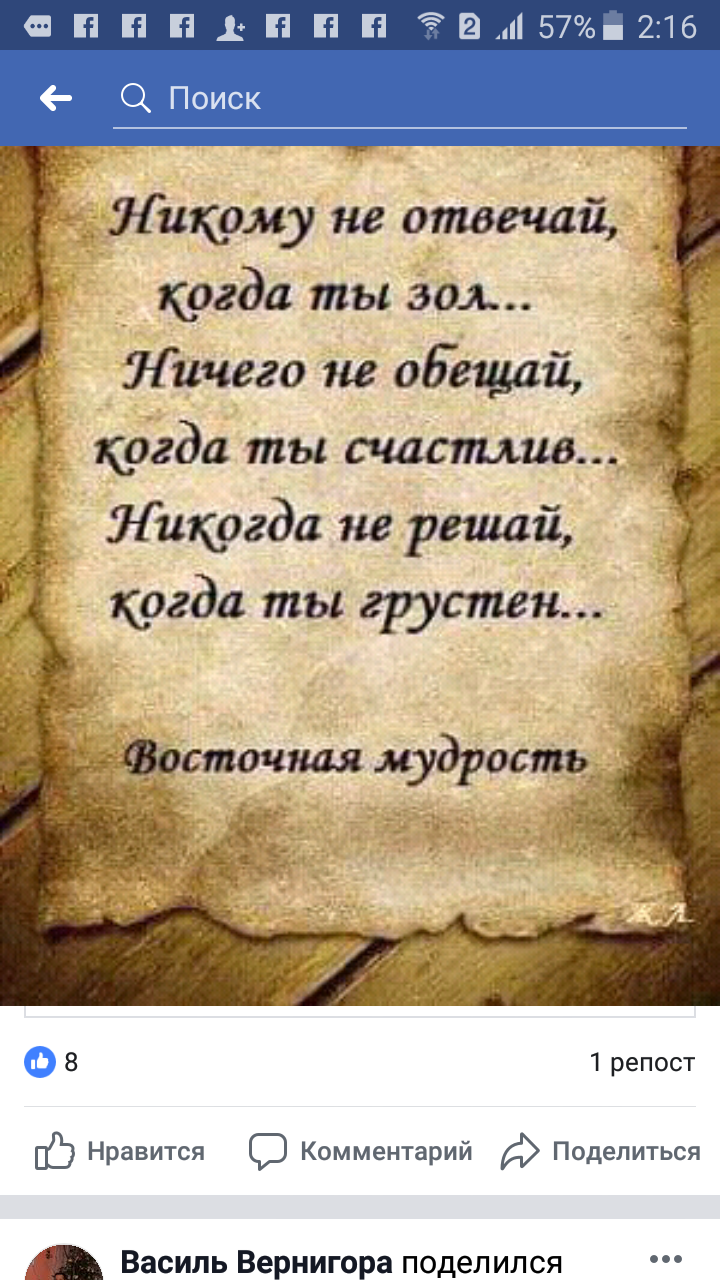 2 57% 2:16
Поиск
Никому не отвечай,
когда ты зол...
Ничего не обещай,
когда ты счастлив...
Никогда не решай,
когда ты грустен...
Восточная мудрость
К.Л.
8 1 репост
Нравится Комментарий Поделиться
Василь Вернигора поделился